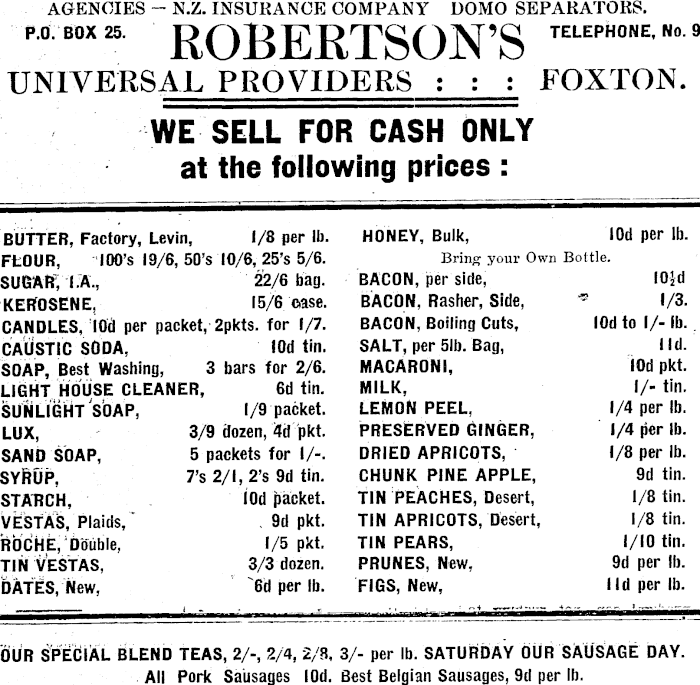 AGENCIES — N.Z. INSURANCE COMPANY DOMO SEPARATORS.
P.O. BOX 25. ROBERTSON'S TELEPHONE, No. 9
UNIVERSAL PROVIDERS : : : FOXTON.
WE SELL FOR CASH ONLY
at the following prices :
BUTTER, Factory, Levin, 1/8 per lb.
FLOUR, 100's 19/6, 50's 10/6, 25's 5/6.
SUGAR, I.A., 22/6 bag.
KEROSENE, 15/6 case.
CANDLES, 10d per packet, 2pkts. for 1/7.
CAUSTIC SODA, 10d tin.
SOAP, Best Washing, 3 bars for 2/6.
LIGHT HOUSE CLEANER, 6d tin.
SUNLIGHT SOAP, 1/9 packet.
LUX, 3/9 dozen, 4d pkt.
SAND SOAP, 5 packets for 1/-.
SYRUP, 7's 2/1, 2's 9d tin.
STARCH, 10d packet.
VESTAS, Plaids, 9d pkt.
ROCHE, Double, 1/5 pkt.
TIN VESTAS, 3/3 dozen.
DATES, New, 6d per lb.
HONEY, Bulk, 10d per lb.
Bring your Own Bottle.
BACON, per side, 10½d
BACON, Rasher, Side, 1/3.
BACON, Boiling Cuts, 10d to 1/- lb.
SALT, per 5lb. Bag, 11d.
MACARONI, 10d pkt.
MILK, 1/- tin.
LEMON PEEL, 1/4 per lb.
PRESERVED GINGER, 1/4 per lb.
DRIED APRICOTS, 1/8 per lb.
CHUNK PINE APPLE, 9d tin.
TIN PEACHES, Desert, 1/8 tin.
TIN APRICOTS, Desert, 1/8 tin.
TIN PEARS, 1/10 tin.
PRUNES, New, 9d per lb.
FIGS, New, 11d per lb.
OUR SPECIAL BLEND TEAS, 2/-, 2/4, 2/8, 3/- per lb. SATURDAY OUR SAUSAGE DAY.
All Pork Sausages 10d. Best Belgian Sausages, 9d per lb.